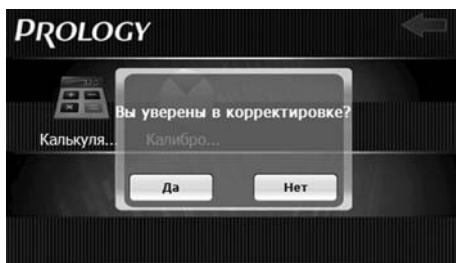 PROLOGY
Вы уверены в корректировке?
Калькуля... Калибро...
Да Нет